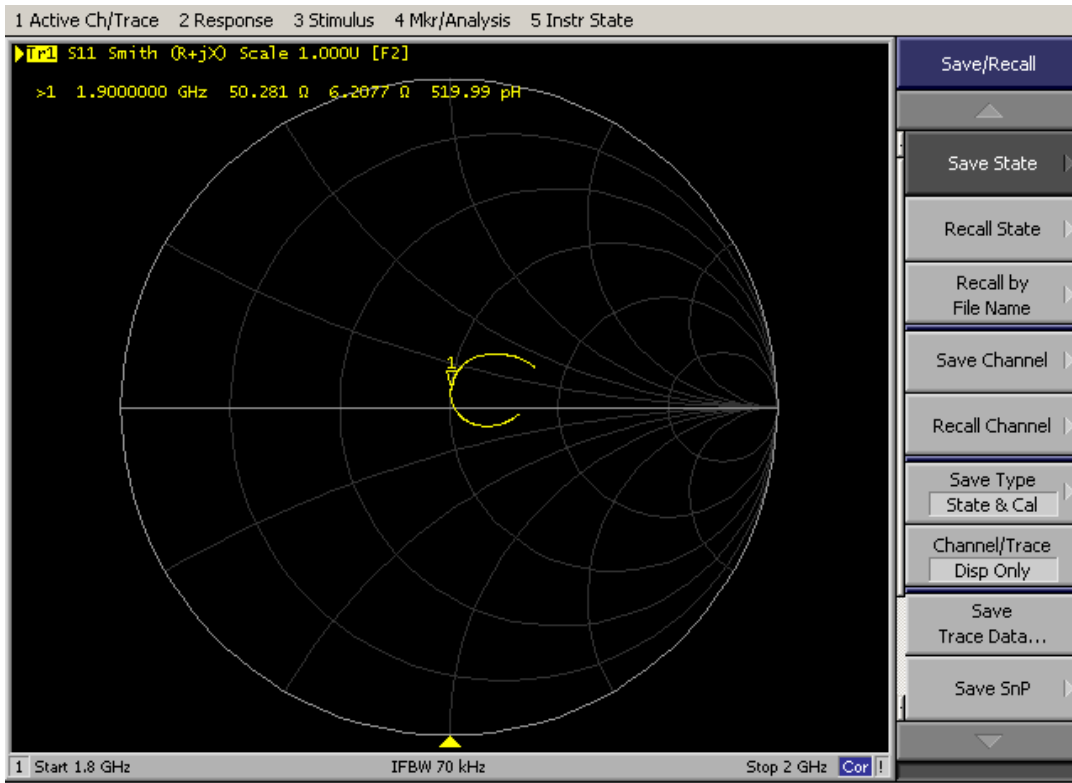 1 Active Ch/Trace 2 Response 3 Stimulus 4 Mkr/Analysis 5 Instr State
Tr1 S11 Smith (R+jX) Scale 1.000U [F2]
>1 1.9000000 GHz 50.281 Ω 6.2077 Ω 519.99 pH
1
Save/Recall
Save State
Recall State
Recall by
File Name
Save Channel
Recall Channel
Save Type
State & Cal
Channel/Trace
Disp Only
Save
Trace Data...
Save SnP
1 Start 1.8 GHz IFBW 70 kHz Stop 2 GHz Cor !